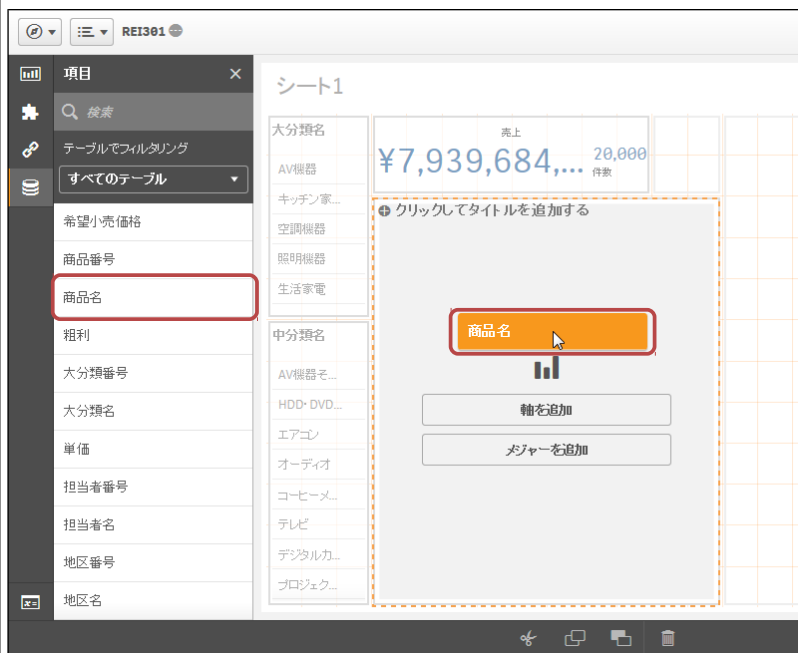 REI301
項目
検索
テーブルでフィルタリング
すべてのテーブル
希望小売価格
商品番号
商品名
粗利
大分類番号
大分類名
単価
担当者番号
担当者名
地区番号
地区名
x=
シート1
大分類名
AV機器
キッチン家...
空調機器
照明機器
生活家電
中分類名
AV機器そ...
HDD・DVD...
エアコン
オーディオ
コーヒーメ...
テレビ
デジタルカ...
プロジェク...
売上
¥7,939,684,...
20,000
件数
クリックしてタイトルを追加する
商品名
軸を追加
メジャーを追加